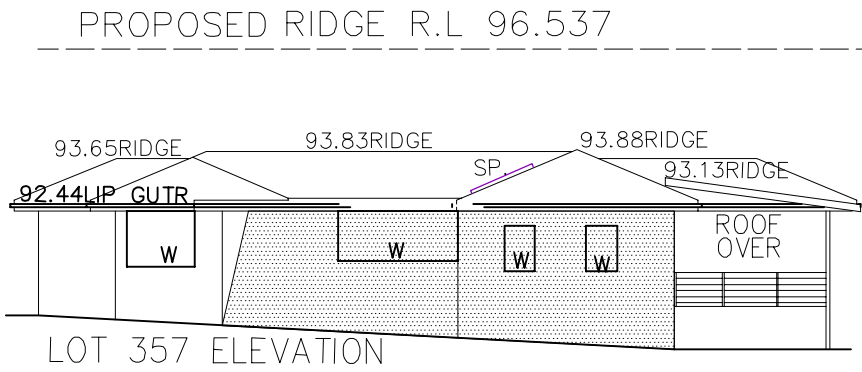 PROPOSED RIDGE R.L 96.537
93.65RIDGE
93.83RIDGE
93.88RIDGE
SP.
93.13RIDGE
92.44LIP GUTR
ROOF
OVER
W
W
W
W
LOT 357 ELEVATION